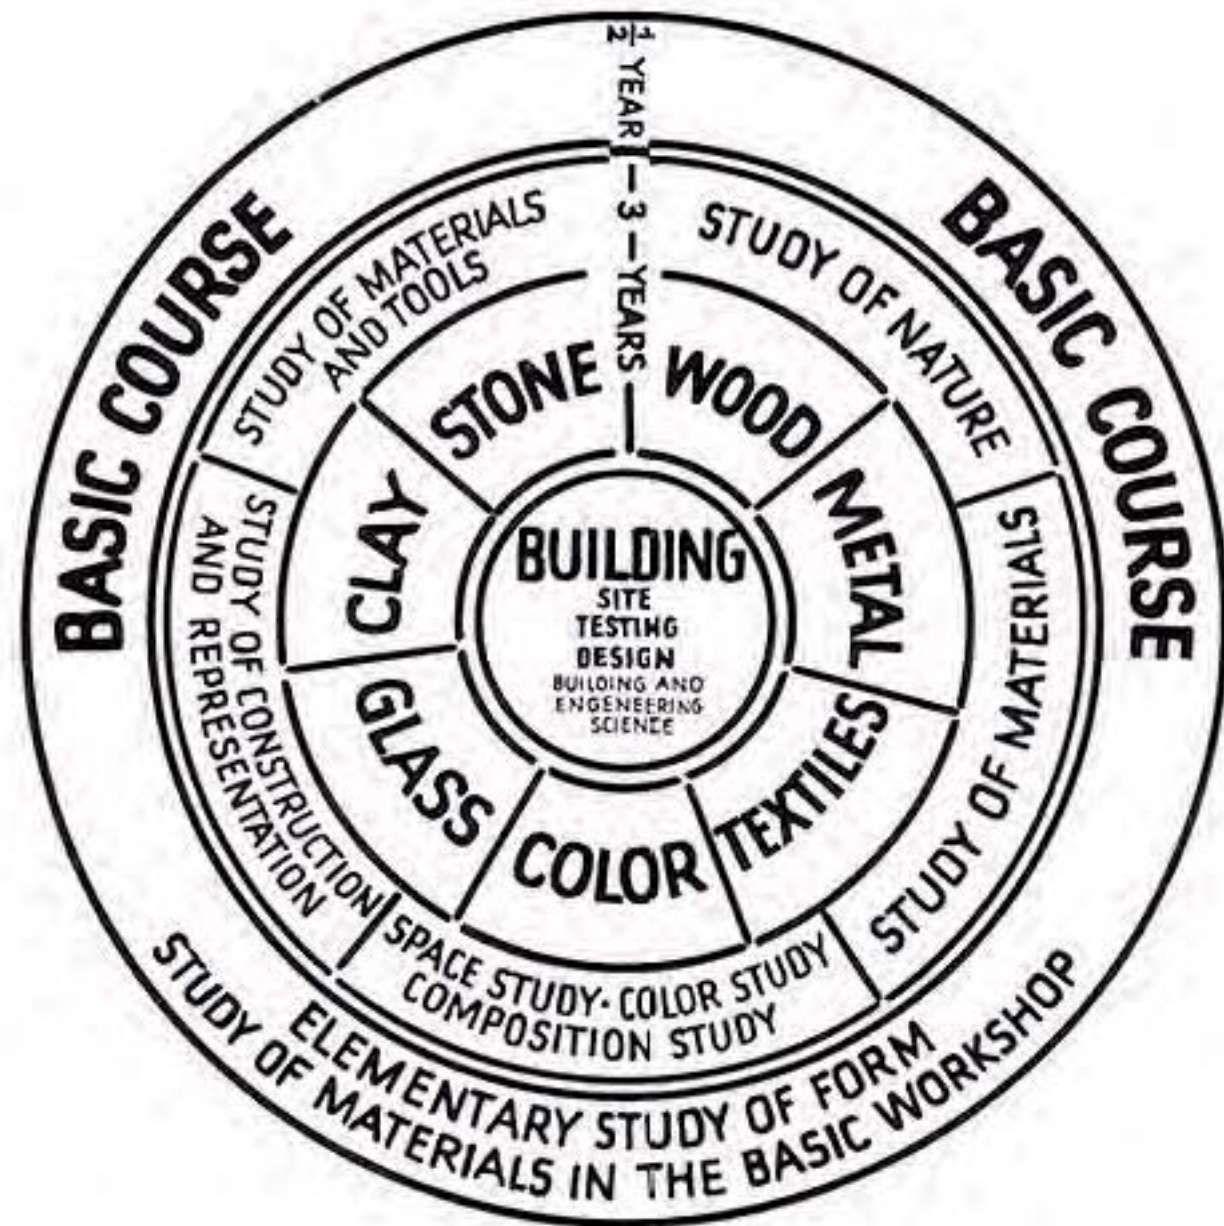 ½ YEAR
BASIC COURSE
BASIC COURSE
ELEMENTARY STUDY OF FORM
STUDY OF MATERIALS IN THE BASIC WORKSHOP
-3-YEARS
STUDY OF NATURE
STUDY OF MATERIALS
SPACE STUDY · COLOR STUDY
COMPOSITION STUDY
STUDY OF CONSTRUCTION
AND REPRESENTATION
STUDY OF MATERIALS
AND TOOLS
STONE
WOOD
METAL
TEXTILES
COLOR
GLASS
CLAY
BUILDING
SITE
TESTING
DESIGN
BUILDING AND
ENGENEERING
SCIENCE